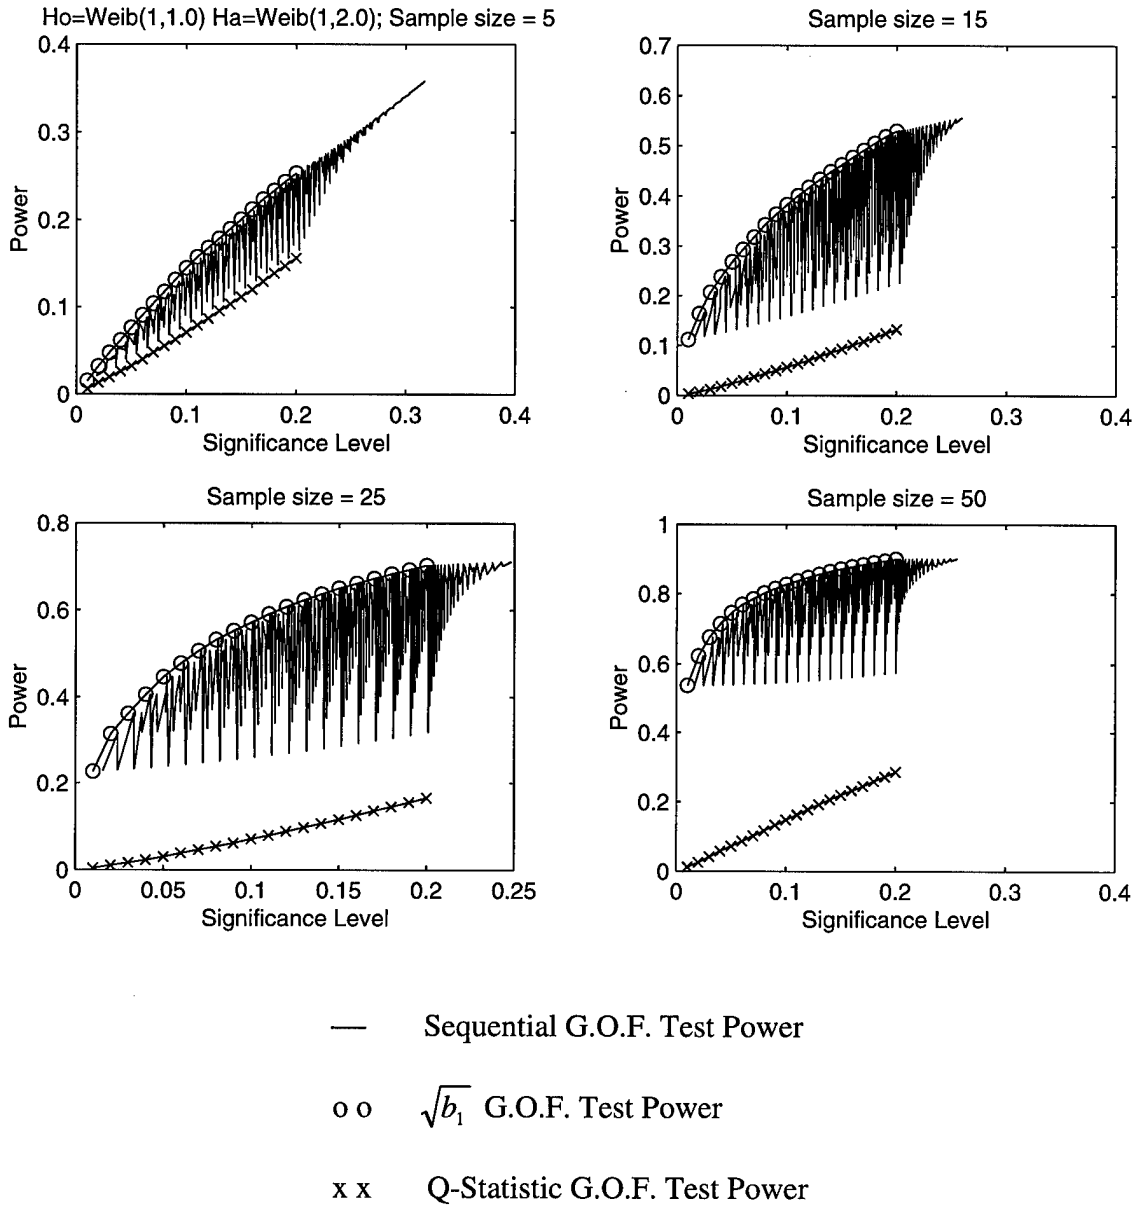 Ho=Weib(1,1.0) Ha=Weib(1,2.0); Sample size = 5
0.4
0.3
0.2
0.1
0
Power
0 0.1 0.2 0.3 0.4
Significance Level
Sample size = 15
0.7
0.6
0.5
0.4
0.3
0.2
0.1
0
Power
0 0.1 0.2 0.3 0.4
Significance Level
Sample size = 25
0.8
0.6
0.4
0.2
0
Power
0 0.05 0.1 0.15 0.2 0.25
Significance Level
Sample size = 50
1
0.8
0.6
0.4
0.2
0
Power
0 0.1 0.2 0.3 0.4
Significance Level
— Sequential G.O.F. Test Power
o o √b₁ G.O.F. Test Power
x x Q-Statistic G.O.F. Test Power